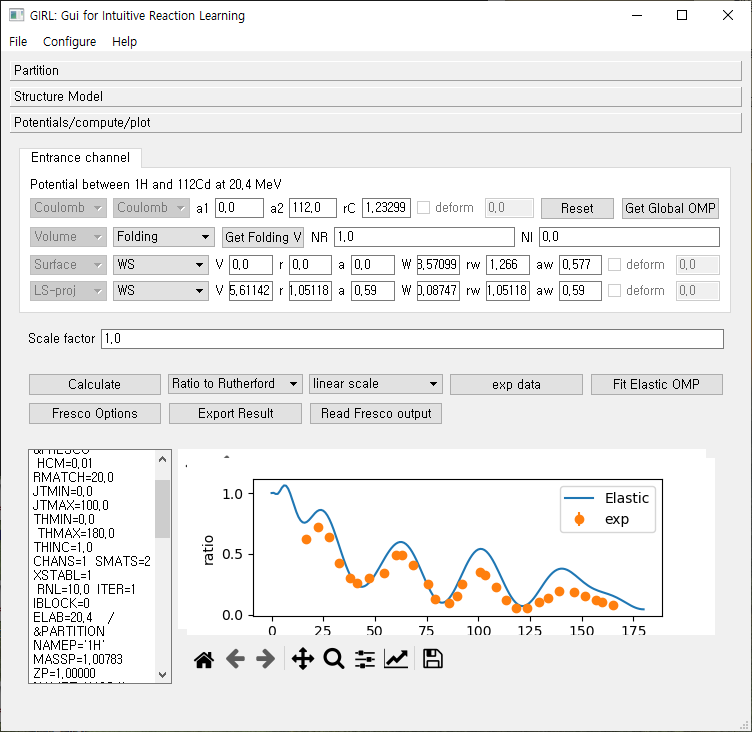 GIRL: Gui for Intuitive Reaction Learning
File Configure Help
Partition
Structure Model
Potentials/compute/plot
Entrance channel
Potential between 1H and 112Cd at 20,4 MeV
Coulomb Coulomb a1 0,0 a2 112,0 rC 1,23299 deform 0,0 Reset Get Global OMP
Volume Folding Get Folding V NR 1,0 NI 0,0
Surface WS V 0,0 r 0,0 a 0,0 W 3,57099 rw 1,266 aw 0,577 deform 0,0
LS-proj WS V 5,61142 r 1,05118 a 0,59 W 0,08747 rw 1,05118 aw 0,59 deform 0,0
Scale factor 1,0
Calculate Ratio to Rutherford linear scale exp data Fit Elastic OMP
Fresco Options Export Result Read Fresco output
&FRESCO
HCM=0,01
RMATCH=20,0
JTMIN=0,0
JTMAX=100,0
THMIN=0,0
THMAX=180,0
THINC=1,0
CHANS=1 SMATS=2
XSTABL=1
RNL=10,0 ITER=1
IBLOCK=0
ELAB=20,4 /
&PARTITION
NAMEP='1H'
MASSP=1,00783
ZP=1,00000
ratio
1.0
0.5
0.0
0 25 50 75 100 125 150 175
Elastic
exp